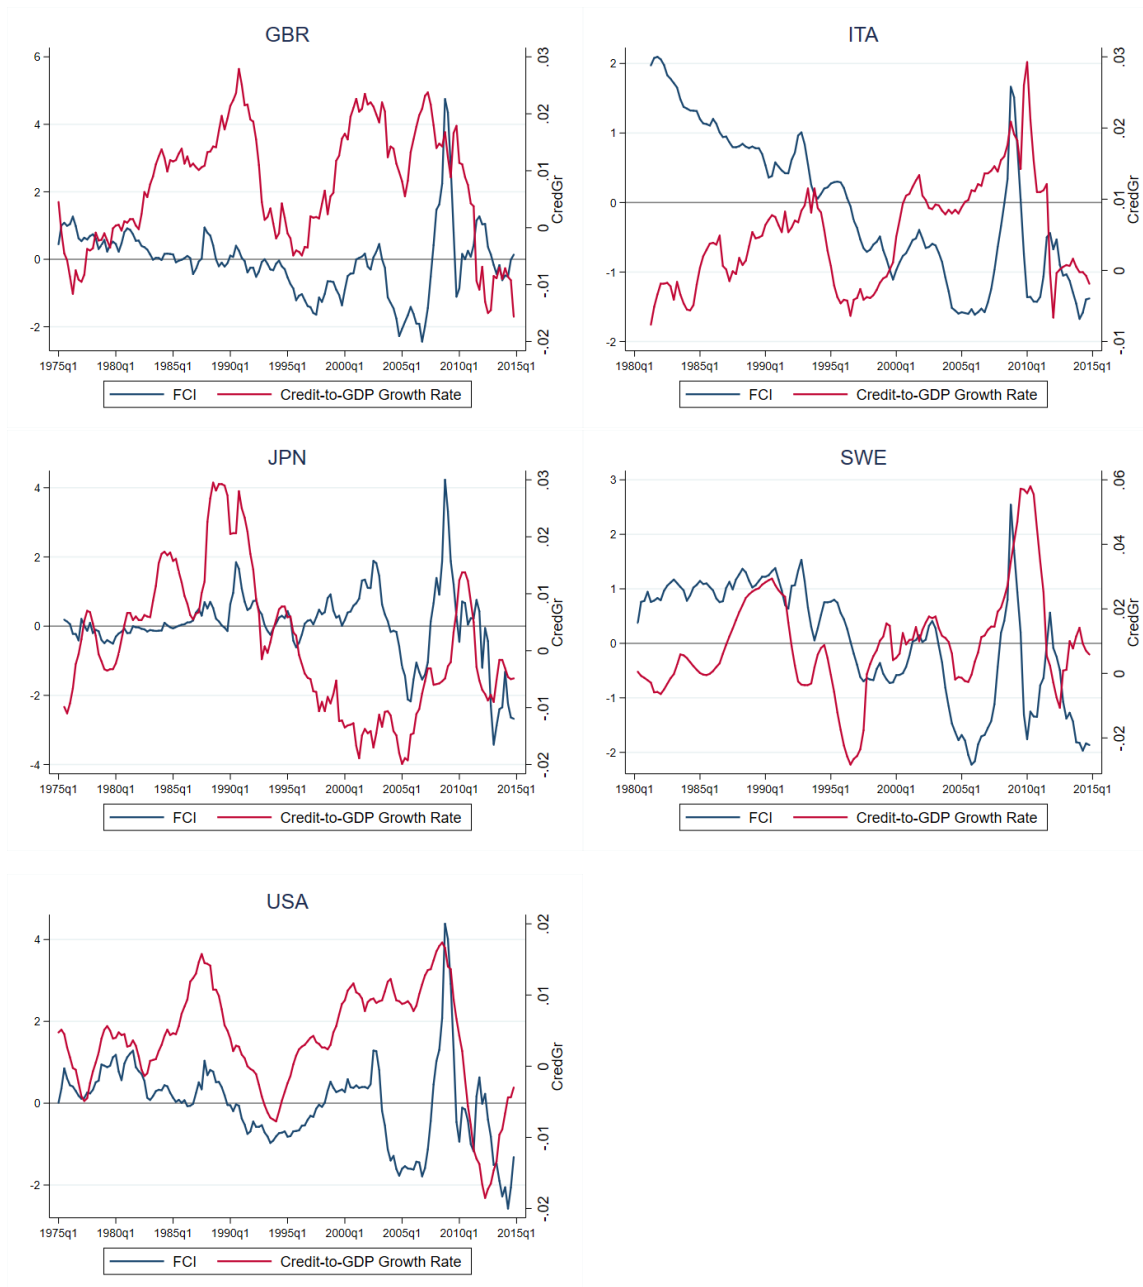 GBR
6
4
2
0
-2
.03
.02
.01
0
-.01
-.02
CredGr
1975q1 1980q1 1985q1 1990q1 1995q1 2000q1 2005q1 2010q1 2015q1
FCI Credit-to-GDP Growth Rate
ITA
2
1
0
-1
-2
.03
.02
.01
0
-.01
CredGr
1980q1 1985q1 1990q1 1995q1 2000q1 2005q1 2010q1 2015q1
FCI Credit-to-GDP Growth Rate
JPN
4
2
0
-2
-4
.03
.02
.01
0
-.01
-.02
CredGr
1975q1 1980q1 1985q1 1990q1 1995q1 2000q1 2005q1 2010q1 2015q1
FCI Credit-to-GDP Growth Rate
SWE
3
2
1
0
-1
-2
.06
.04
.02
0
-.02
CredGr
1980q1 1985q1 1990q1 1995q1 2000q1 2005q1 2010q1 2015q1
FCI Credit-to-GDP Growth Rate
USA
4
2
0
-2
.02
.01
0
-.01
-.02
CredGr
1975q1 1980q1 1985q1 1990q1 1995q1 2000q1 2005q1 2010q1 2015q1
FCI Credit-to-GDP Growth Rate